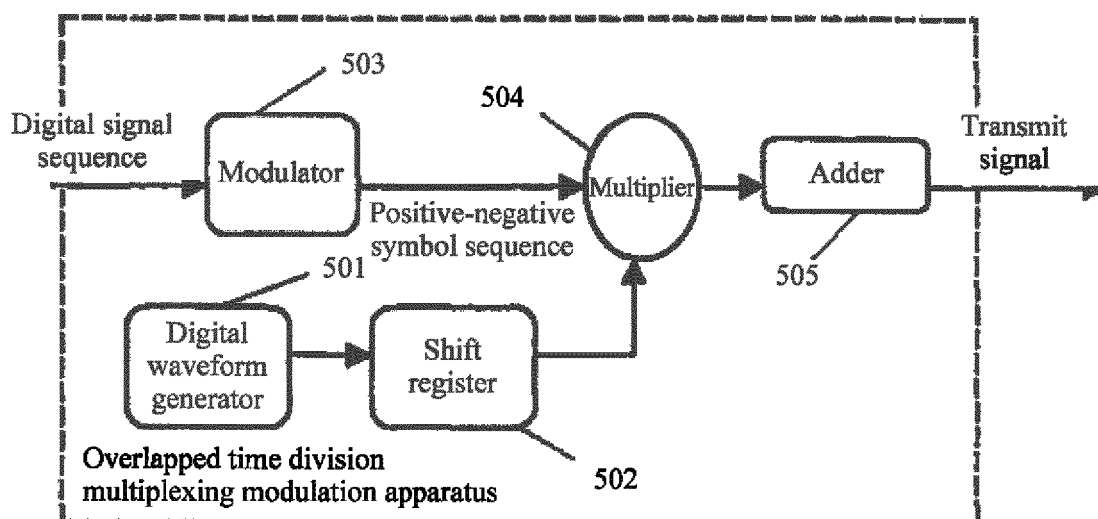 503
504
Digital signal
sequence
Transmit
signal
Modulator
Multiplier
Adder
Positive-negative
symbol sequence
505
501
Digital
waveform
generator
Shift
register
502
Overlapped time division
multiplexing modulation apparatus